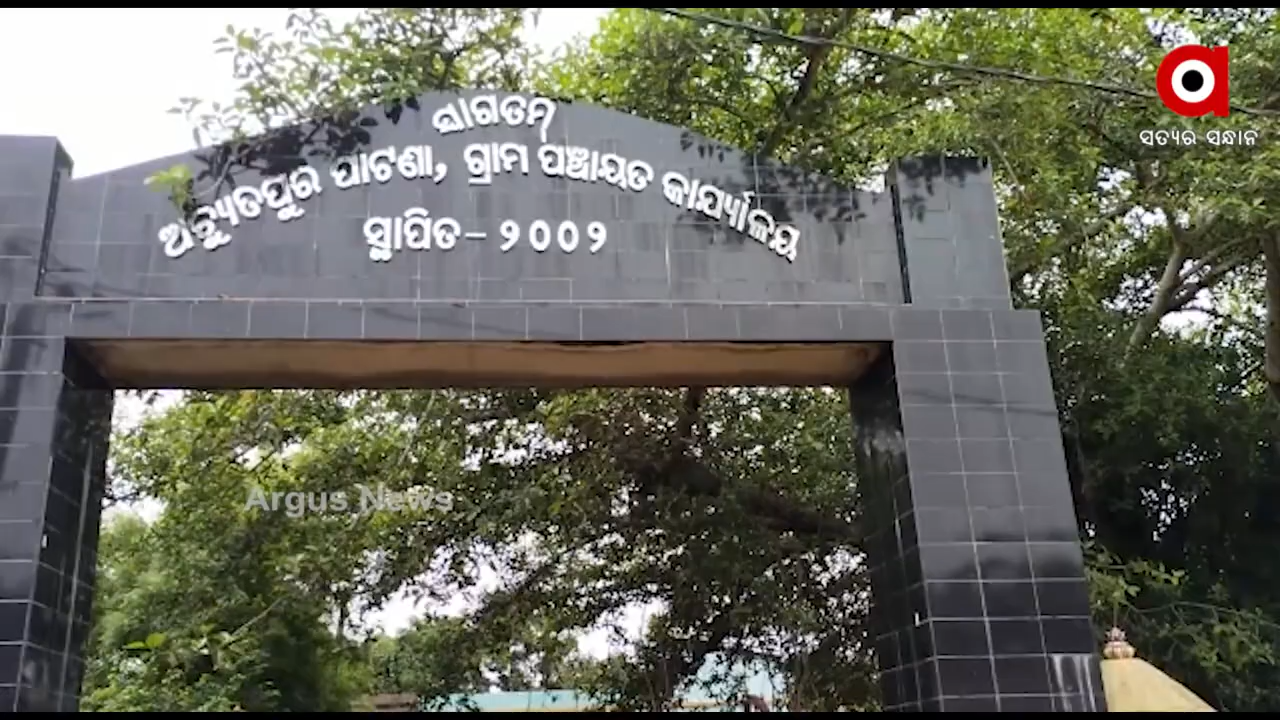 ସ୍ୱାଗତମ୍
ଅଚ୍ୟୁତପୁର ପାଟଣା, ଗ୍ରାମ ପଞ୍ଚାୟତ କାର୍ଯ୍ୟାଳୟ
ସ୍ଥାପିତ - ୨୦୦୨
ସତ୍ୟର ସନ୍ଧାନ
Argus News